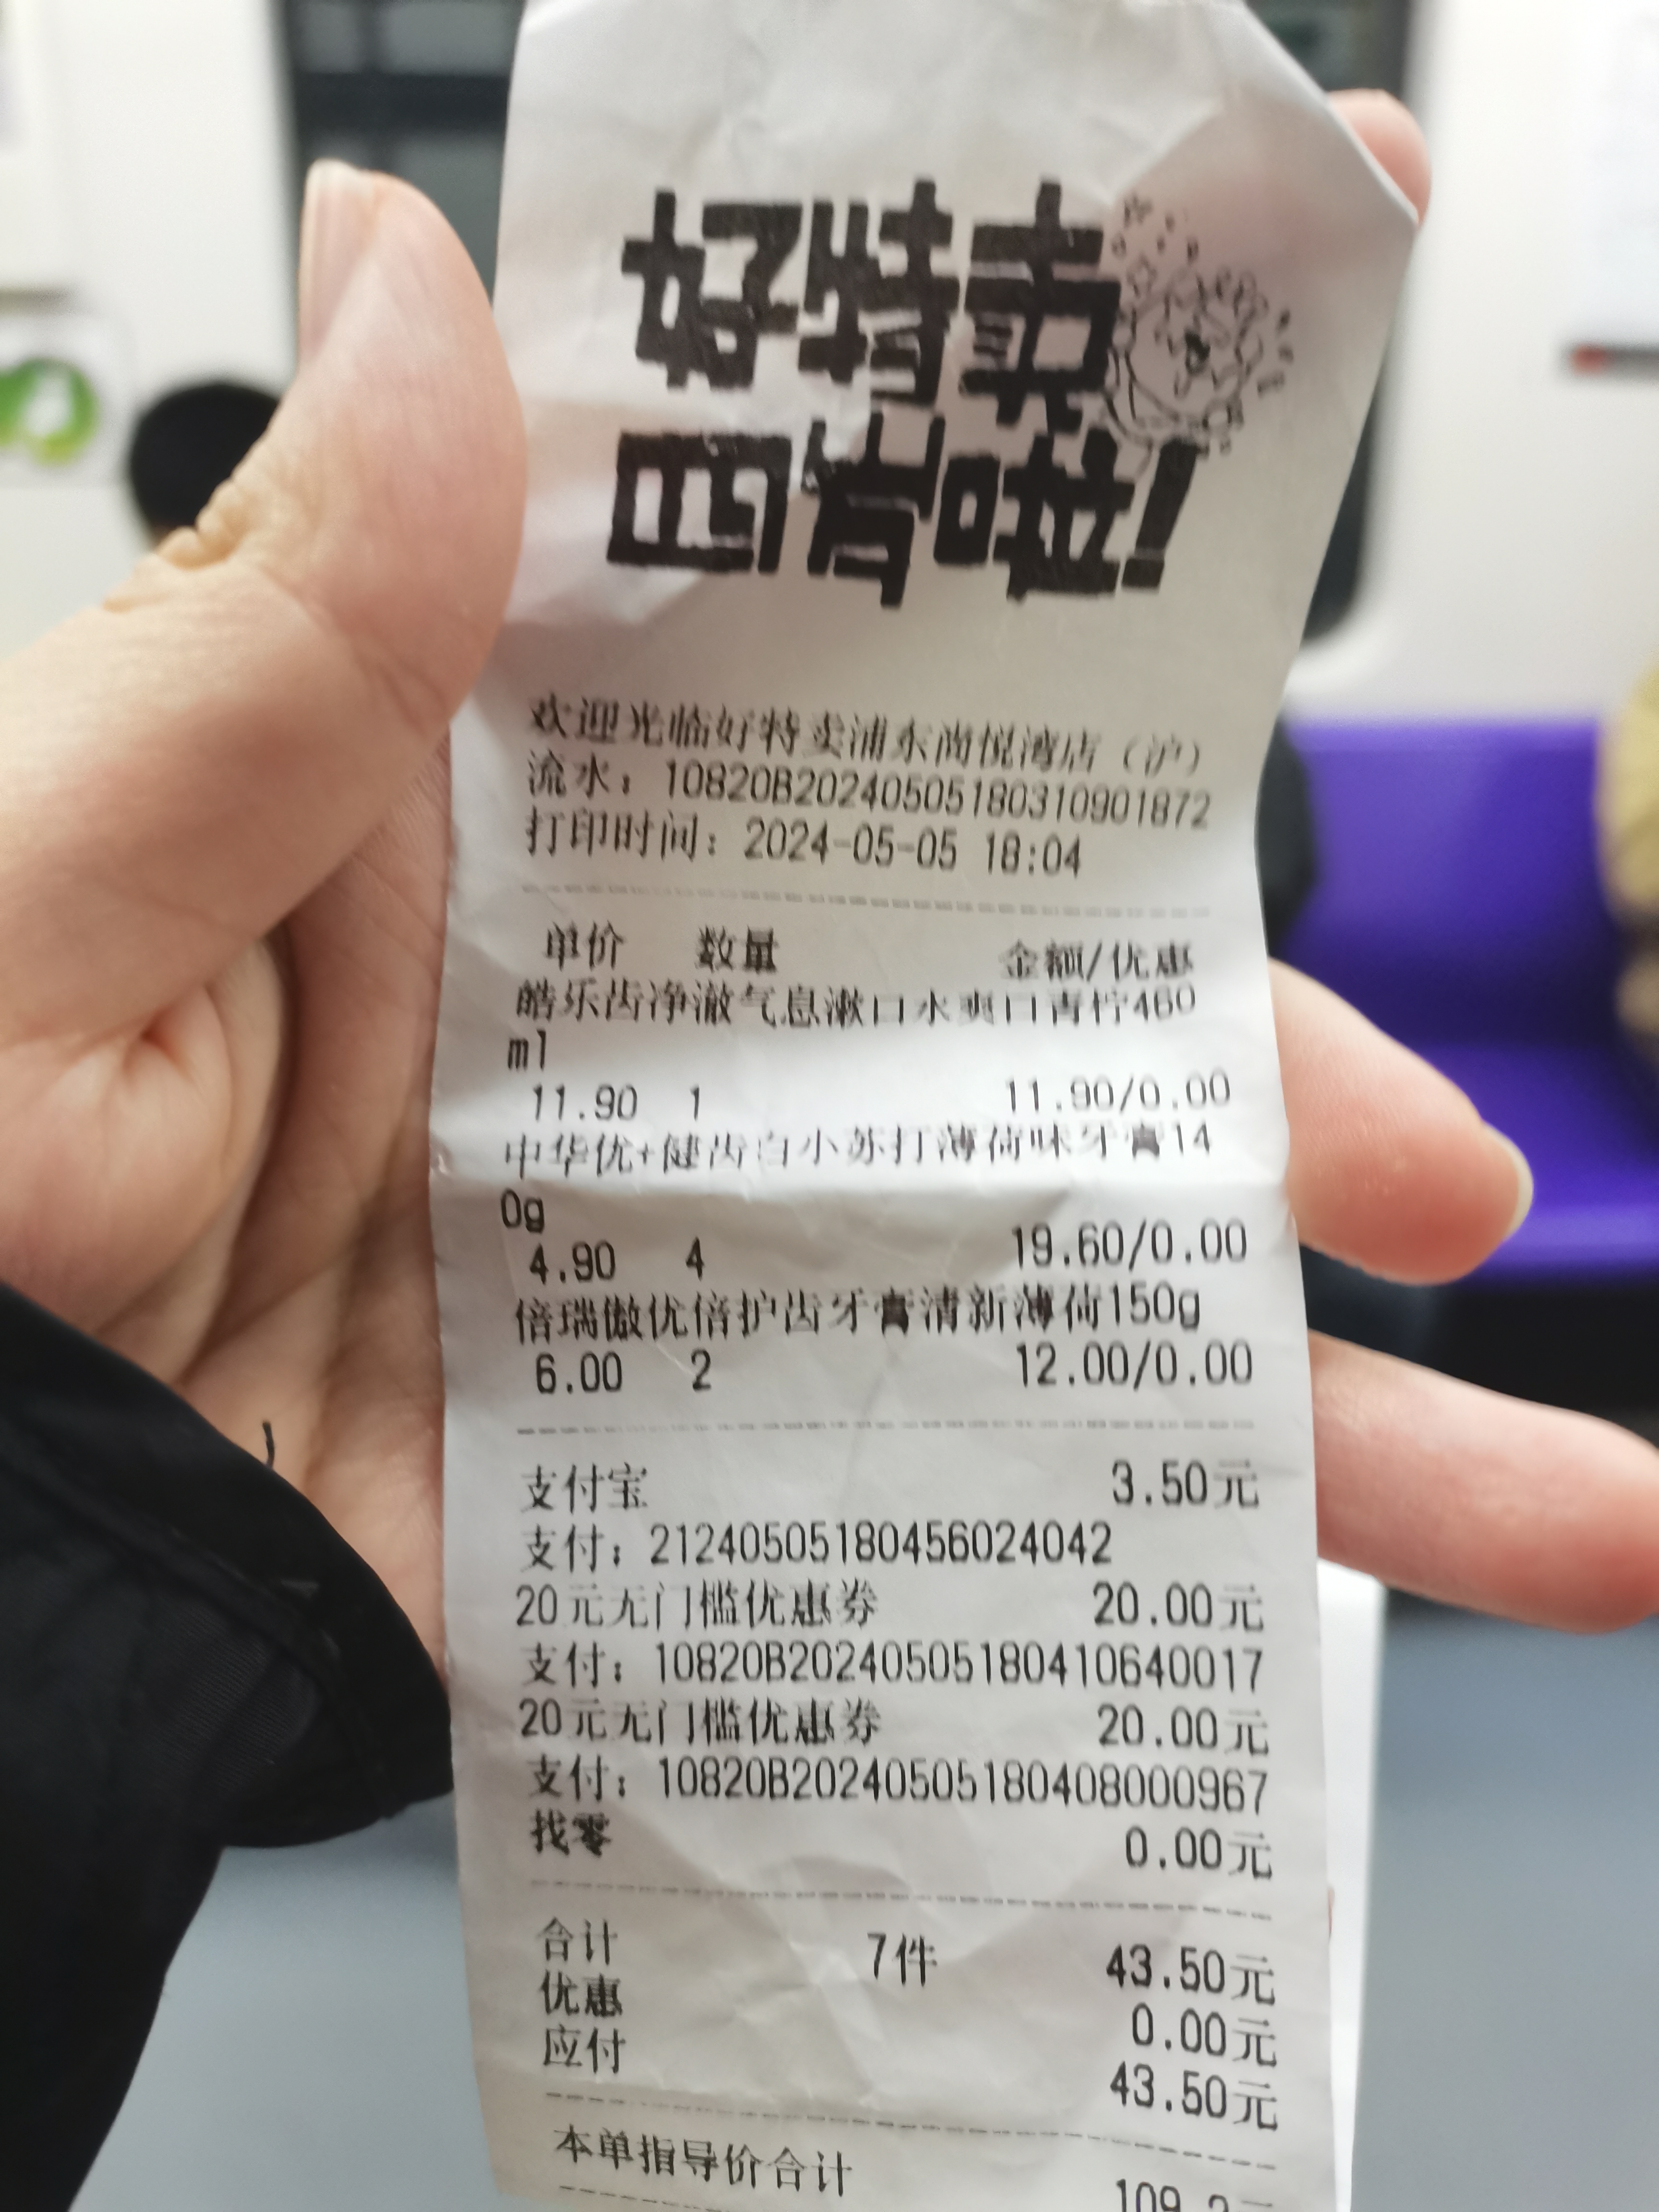 好特卖
四岁啦!
欢迎光临好特卖浦东尚悦湾店（沪）
流水：10820B20240505180310901872
打印时间：2024-05-05 18:04
单价 数量 金额/优惠
皓乐齿净澈气息漱口水爽口青柠460
ml
11.90 1 11.90/0.00
中华优+健齿白小苏打薄荷味牙膏14
0g
4.90 4 19.60/0.00
倍瑞傲优倍护齿牙膏清新薄荷150g
6.00 2 12.00/0.00
支付宝 3.50元
支付：21240505180456024042
20元无门槛优惠券 20.00元
支付：10820B20240505180410640017
20元无门槛优惠券 20.00元
支付：10820B20240505180408000967
找零 0.00元
合计 7件 43.50元
优惠 0.00元
应付 43.50元
本单指导价合计